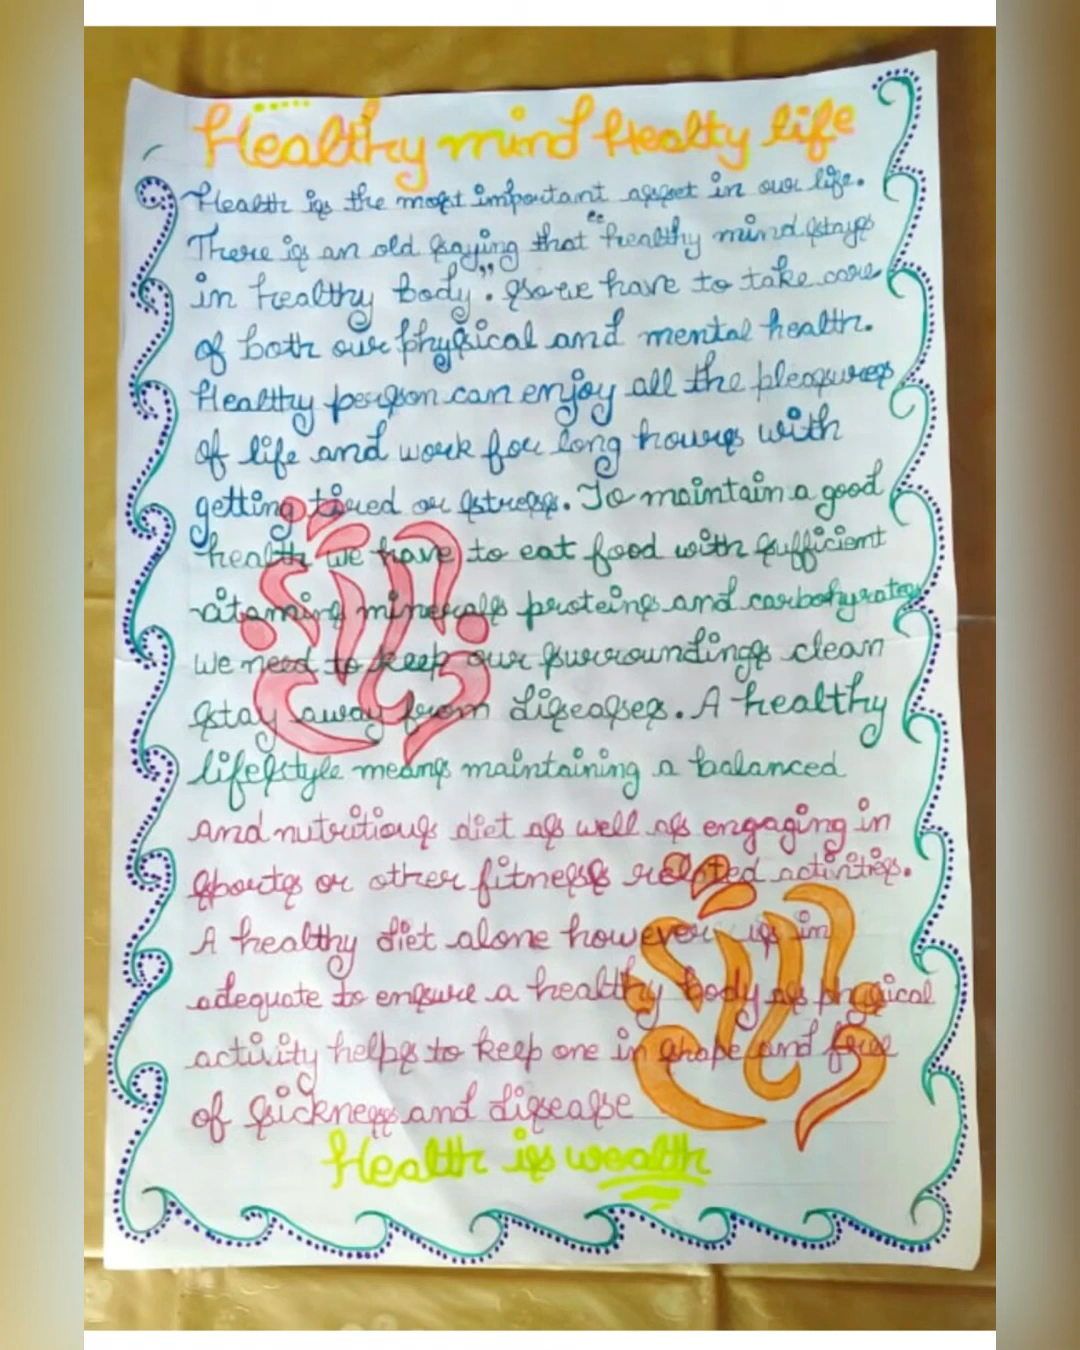 Healthy mind Healty life
Health is the most important aspect in our life.
There is an old saying that "healthy mind stays
in healthy body". So we have to take care
of both our physical and mental health.
Healthy person can enjoy all the pleasures
of life and work for long hours with
getting tired or stress. To maintain a good
health we have to eat food with sufficient
vitamins minerals proteins and carbohyrates
we need to keep our surroundings clean
stay away from diseases. A healthy
lifestyle means maintaining a balanced
and nutritious diet as well as engaging in
sports or other fitness related activities.
A healthy diet alone however is in
adequate to ensure a healthy body as physical
activity helps to keep one in shape and free
of sickness and disease
Health is wealth